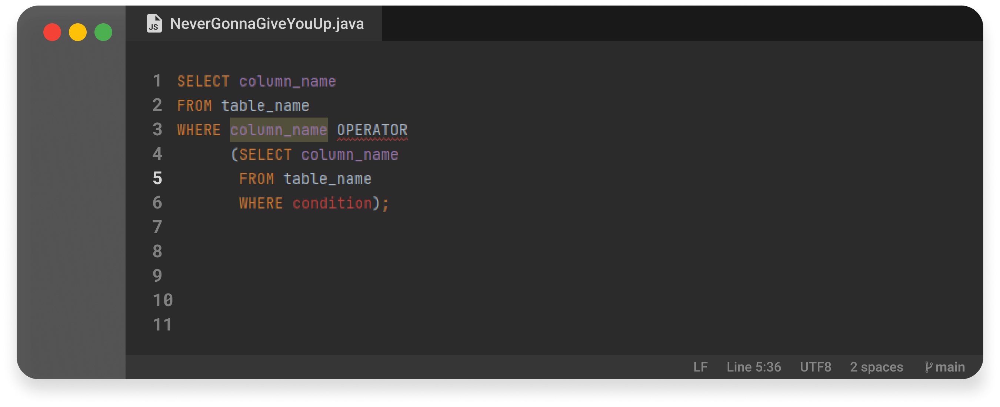 JS NeverGonnaGiveYouUp.java
1 SELECT column_name
2 FROM table_name
3 WHERE column_name OPERATOR
4 (SELECT column_name
5 FROM table_name
6 WHERE condition);
7
8
9
10
11
LF Line 5:36 UTF8 2 spaces main